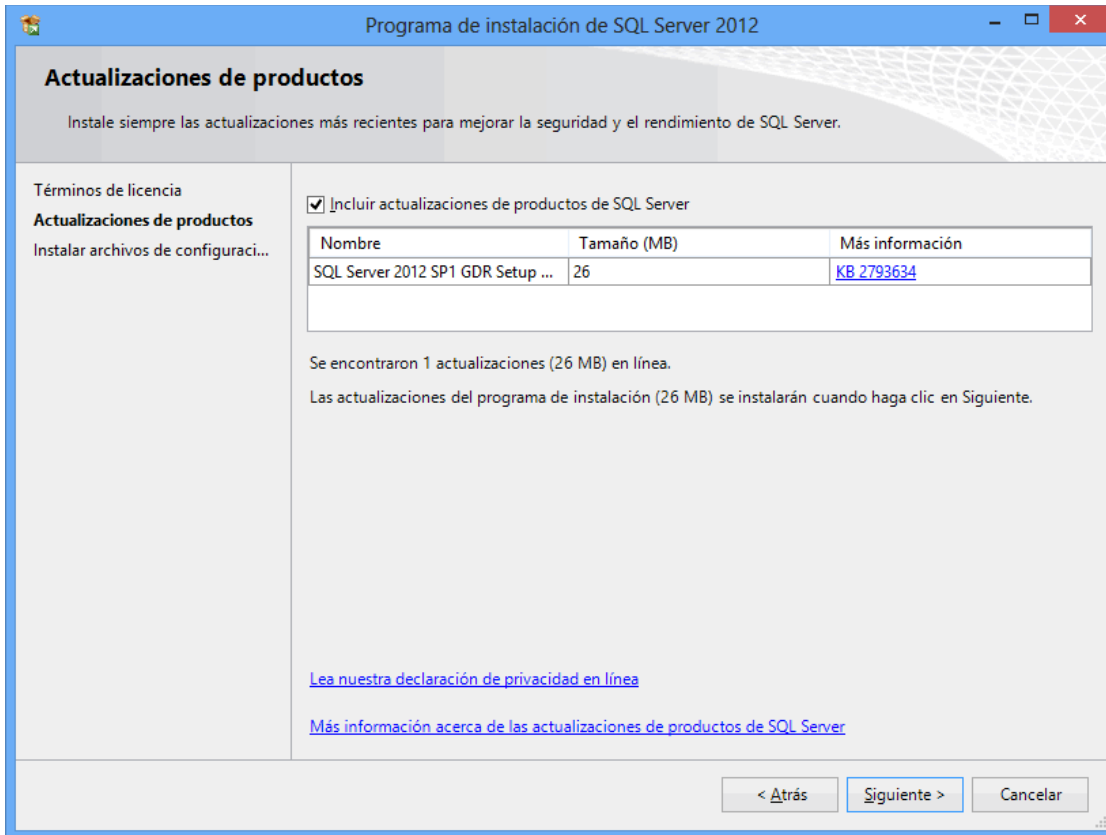 Programa de instalación de SQL Server 2012
Actualizaciones de productos
Instale siempre las actualizaciones más recientes para mejorar la seguridad y el rendimiento de SQL Server.
Términos de licencia
Actualizaciones de productos
Instalar archivos de configuraci...
Incluir actualizaciones de productos de SQL Server
Nombre Tamaño (MB) Más información
SQL Server 2012 SP1 GDR Setup ... 26 KB 2793634
Se encontraron 1 actualizaciones (26 MB) en línea.
Las actualizaciones del programa de instalación (26 MB) se instalarán cuando haga clic en Siguiente.
Lea nuestra declaración de privacidad en línea
Más información acerca de las actualizaciones de productos de SQL Server
< Atrás Siguiente > Cancelar